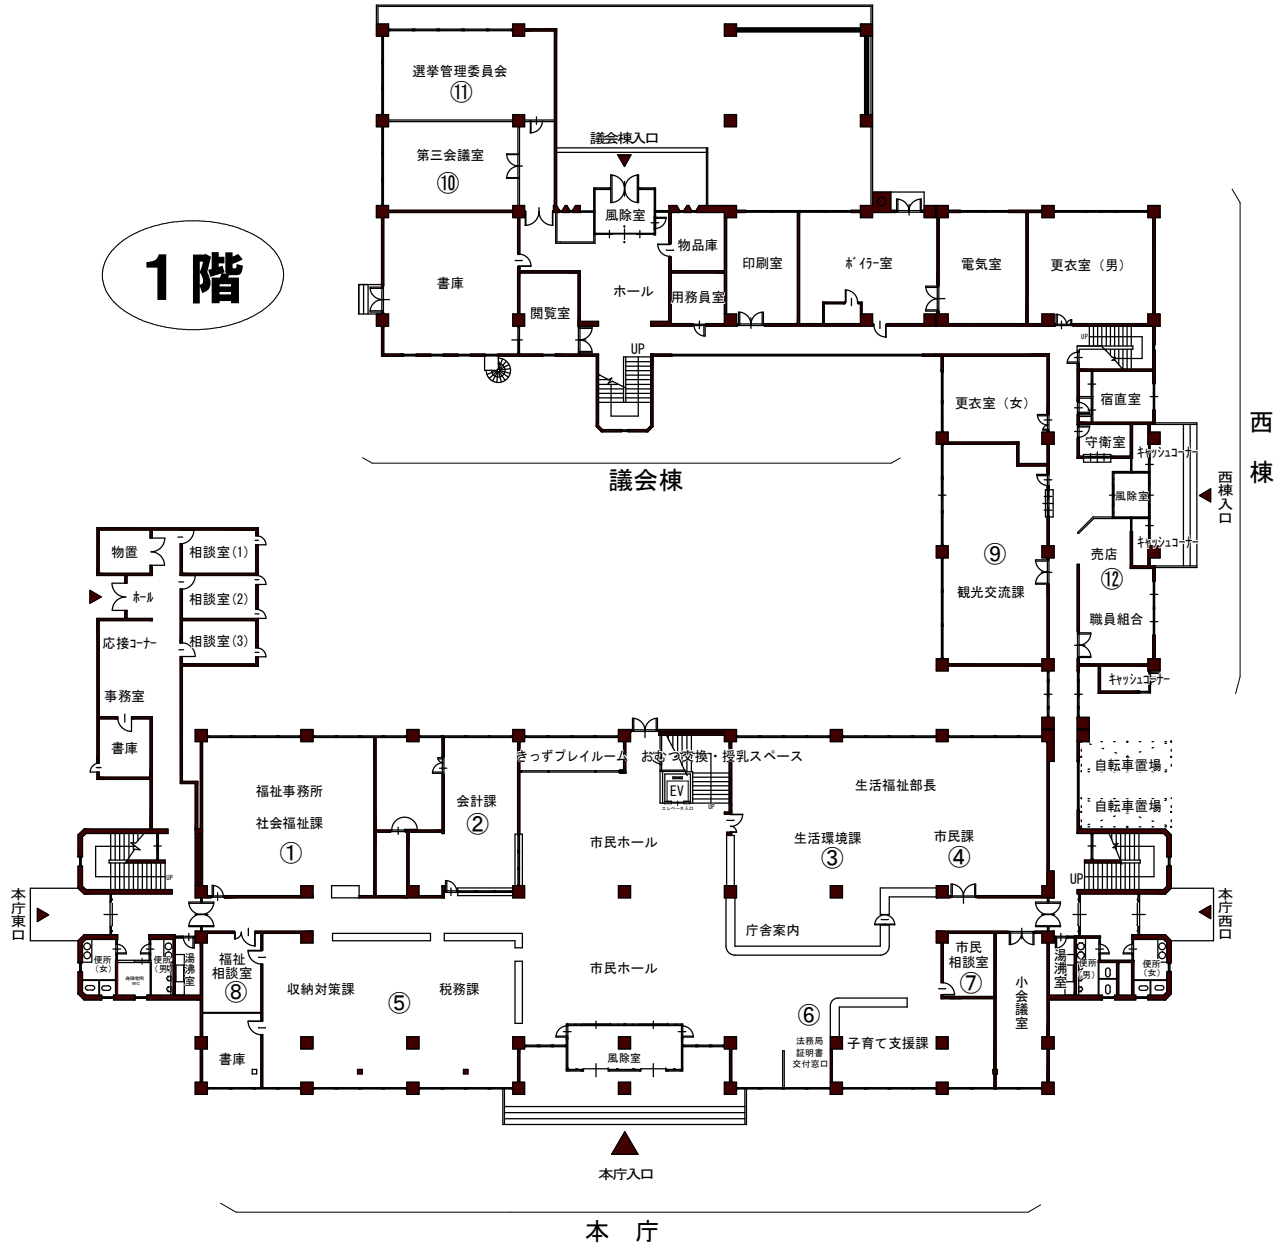 1階
選挙管理委員会
⑪
第三会議室
⑩
議会棟入口
風除室
物品庫
印刷室
ﾎﾞｲﾗｰ室
電気室
更衣室（男）
書庫
閲覧室
ホール
用務員室
UP
UP
更衣室（女）
宿直室
守衛室
ｷｬｯｼｭｺｰﾅｰ
風除室
西棟入口
西棟
議会棟
ｷｬｯｼｭｺｰﾅｰ
⑨
観光交流課
売店
⑫
職員組合
ｷｬｯｼｭｺｰﾅｰ
物置
相談室(1)
ﾎｰﾙ
相談室(2)
応接ｺｰﾅｰ
相談室(3)
事務室
書庫
きっずプレイルーム
おむつ交換・授乳スペース
自転車置場
自転車置場
福祉事務所
社会福祉課
①
会計課
②
EV
エレベータ入口
UP
市民ホール
生活福祉部長
生活環境課
③
市民課
④
UP
UP
本庁東口
本庁西口
庁舎案内
便所
（女）
便所
（男）
湯沸室
福祉
相談室
⑧
収納対策課
⑤
税務課
市民ホール
市民
相談室
⑦
小会議室
湯沸室
便所
（男）
便所
（女）
⑥
法務局
証明書
交付窓口
子育て支援課
書庫
風除室
本庁入口
本庁